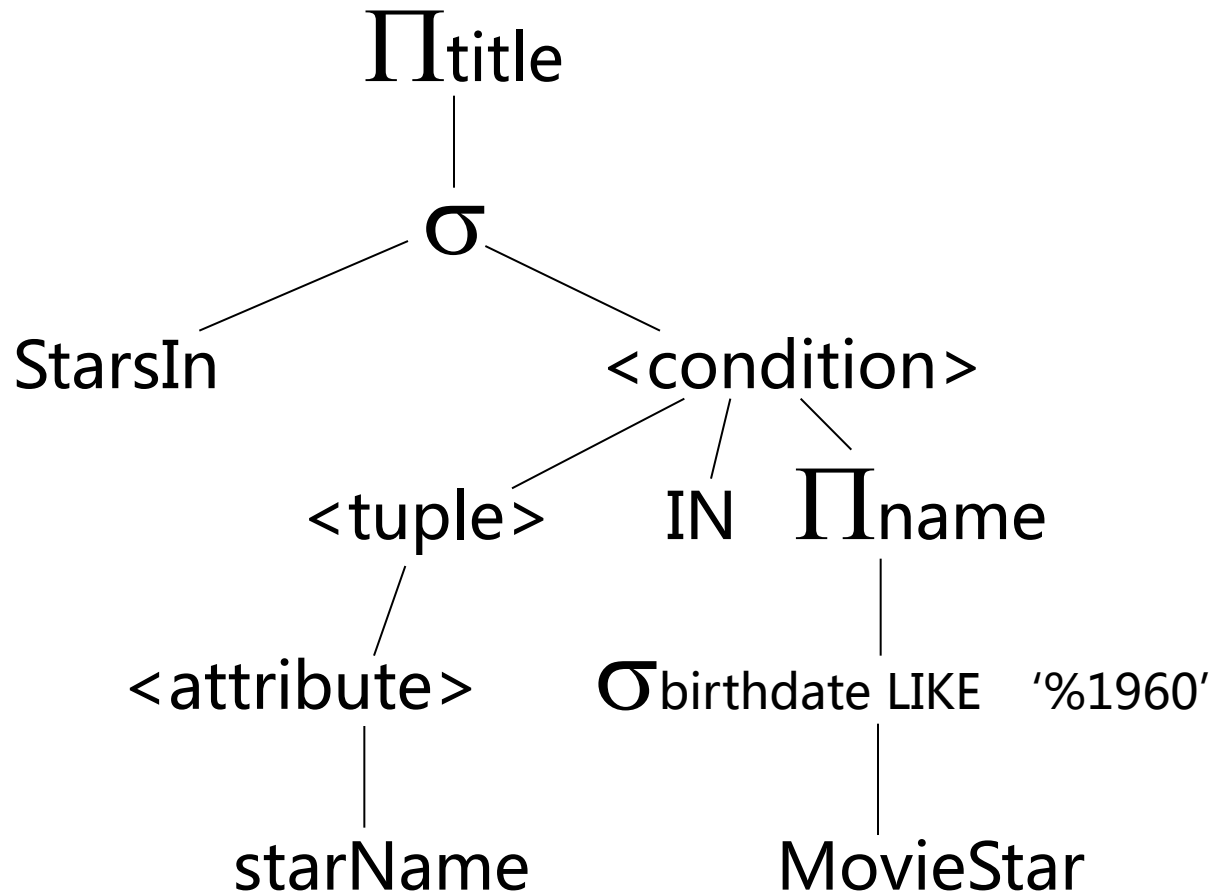 Πtitle
σ
StarsIn <condition>
<tuple> IN Πname
<attribute> σbirthdate LIKE ‘%1960’
starName MovieStar